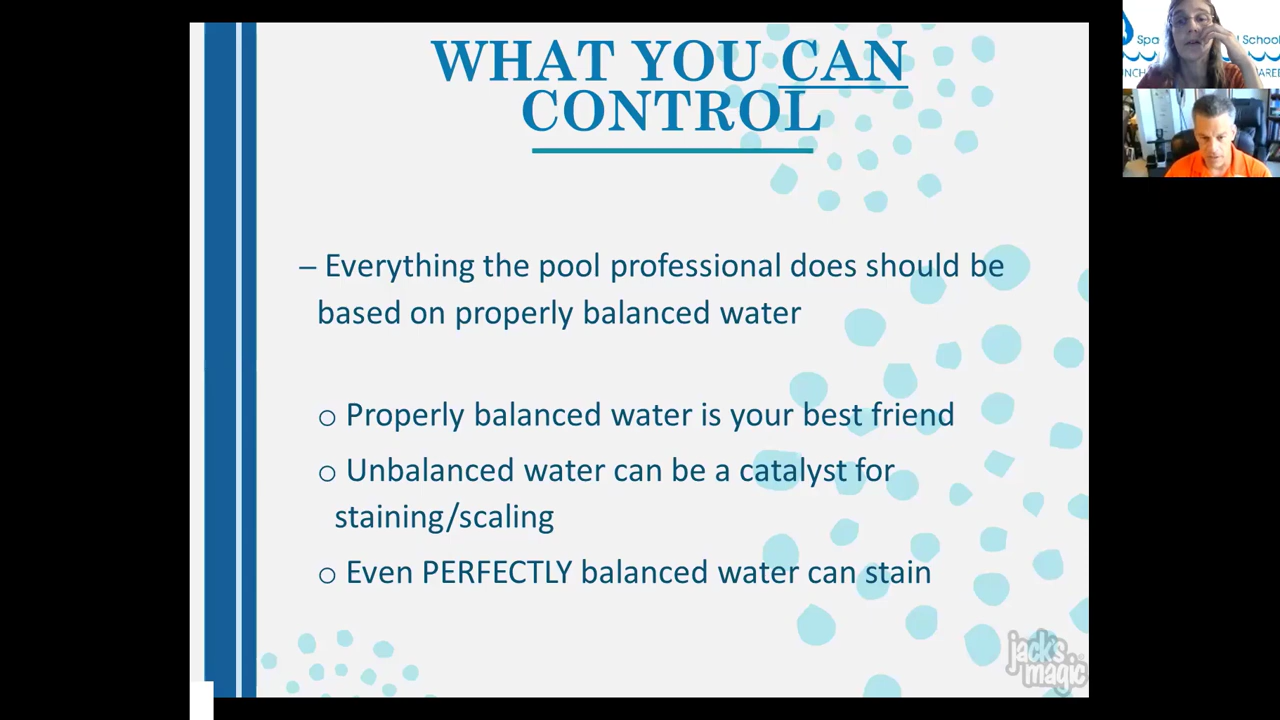 WHAT YOU CAN
CONTROL
– Everything the pool professional does should be
based on properly balanced water
o Properly balanced water is your best friend
o Unbalanced water can be a catalyst for
staining/scaling
o Even PERFECTLY balanced water can stain
jack's
magic
Spa
School